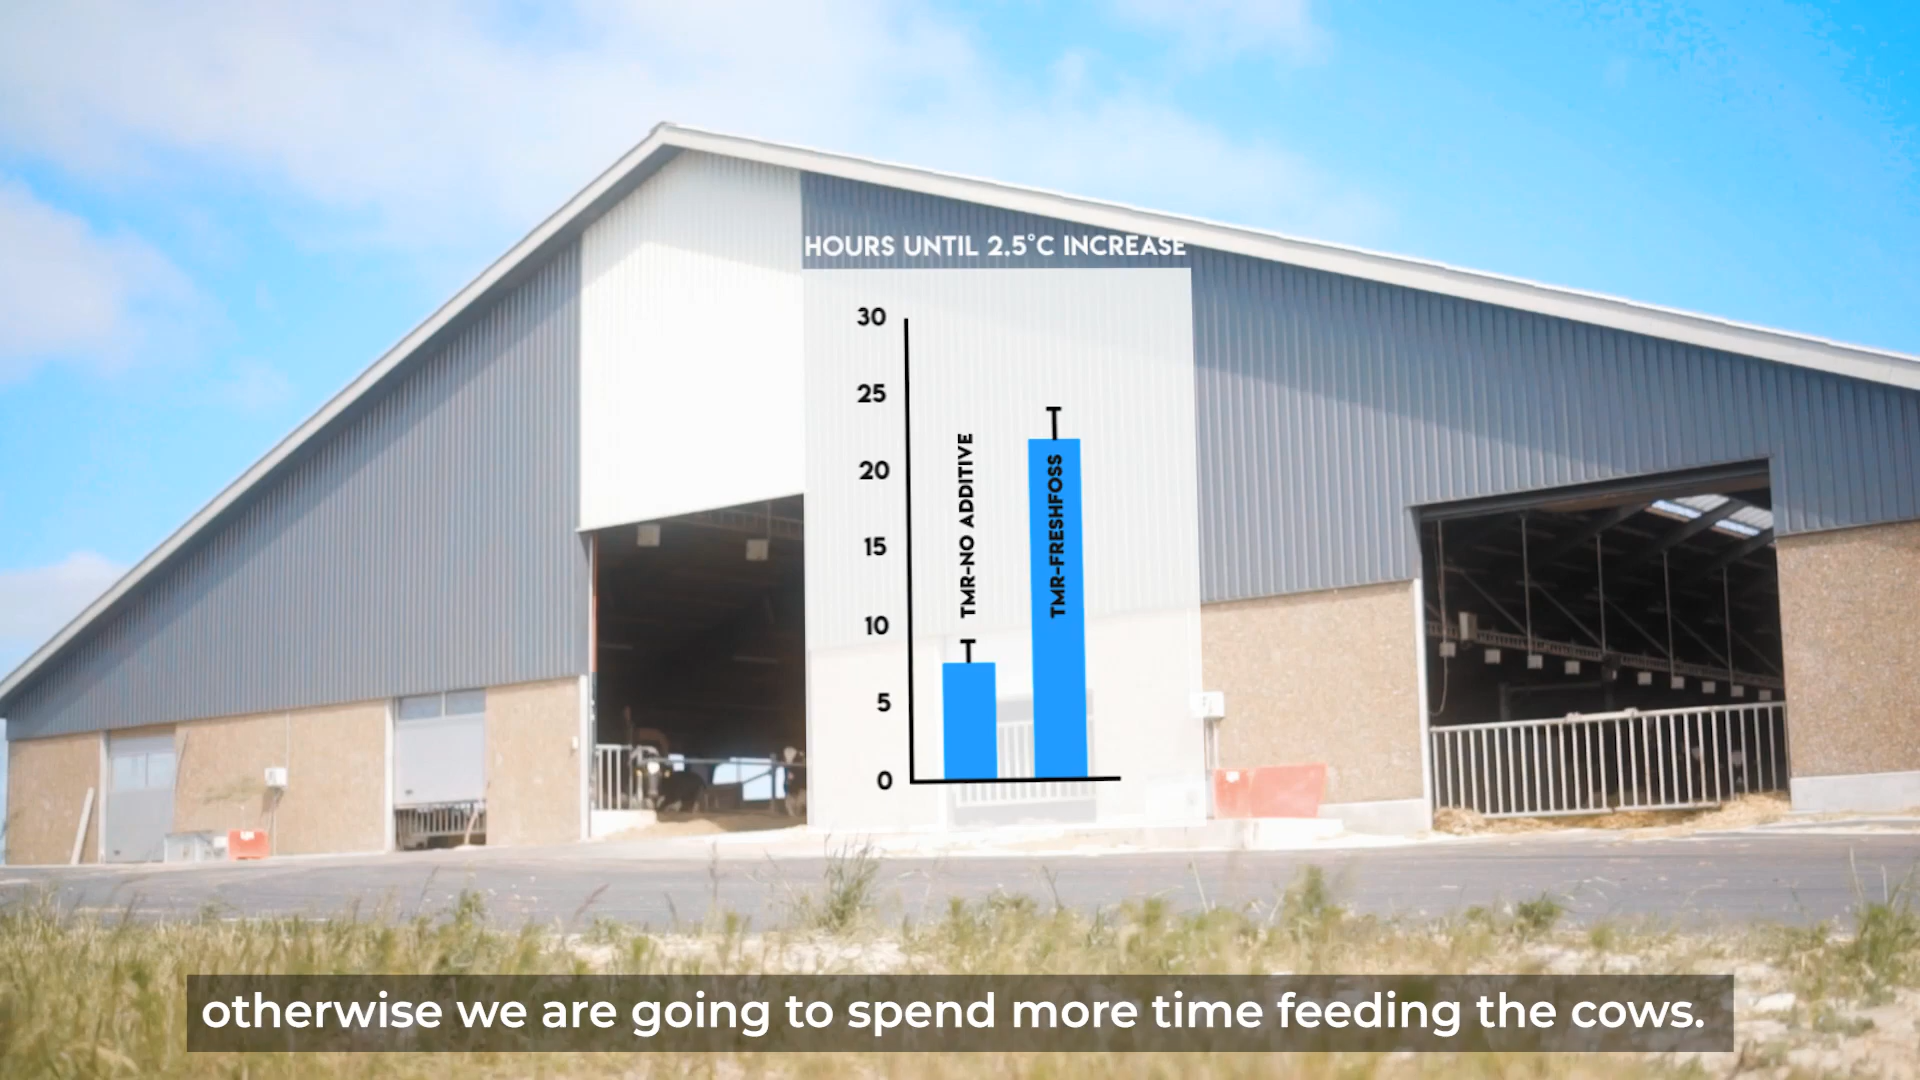 HOURS UNTIL 2.5°C INCREASE
30
25
20
15
10
5
0
TMR-NO ADDITIVE
TMR-FRESHFOSS
otherwise we are going to spend more time feeding the cows.